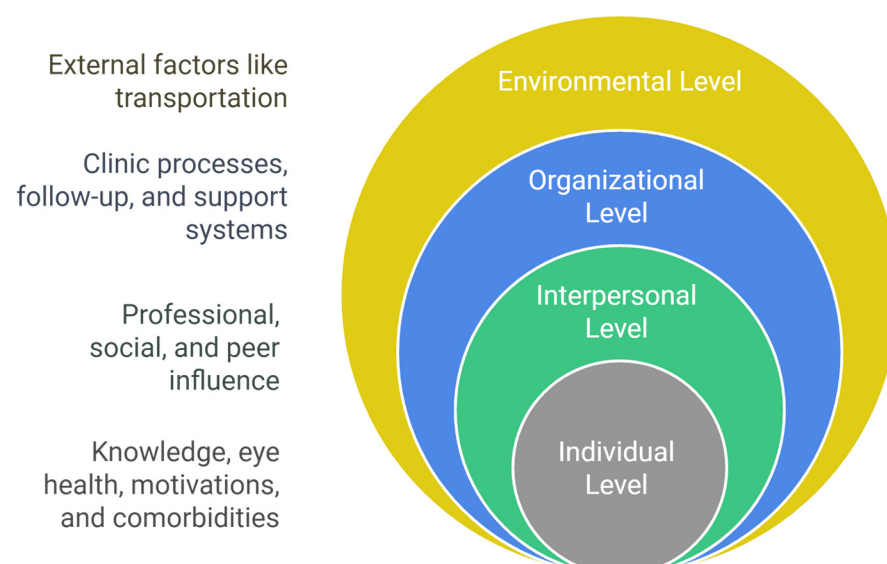 External factors like
transportation
Environmental Level
Clinic processes,
follow-up, and support
systems
Organizational
Level
Professional,
social, and peer
influence
Interpersonal
Level
Knowledge, eye
health, motivations,
and comorbidities
Individual
Level